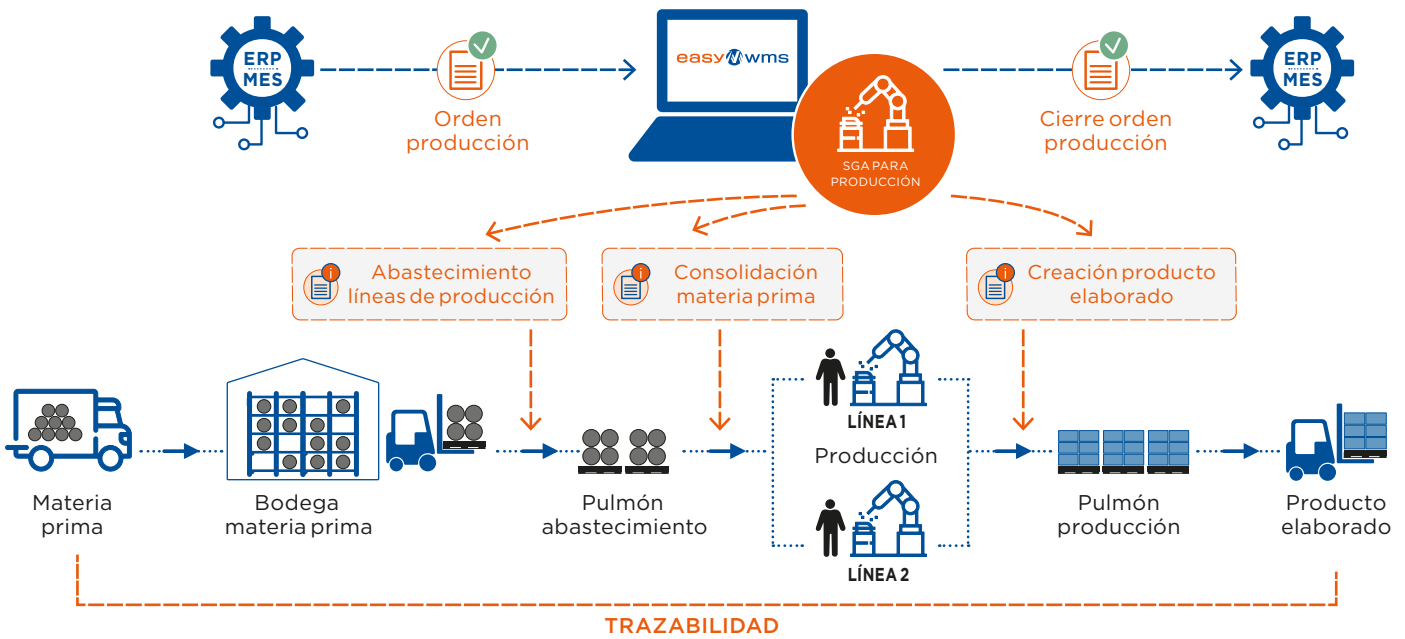 ERP
MES
easy wms
ERP
MES
Orden
producción
Cierre orden
producción
SGA PARA
PRODUCCIÓN
Abastecimiento
líneas de producción
Consolidación
materia prima
Creación producto
elaborado
LÍNEA 1
Producción
LÍNEA 2
Materia
prima
Bodega
materia prima
Pulmón
abastecimiento
Pulmón
producción
Producto
elaborado
TRAZABILIDAD